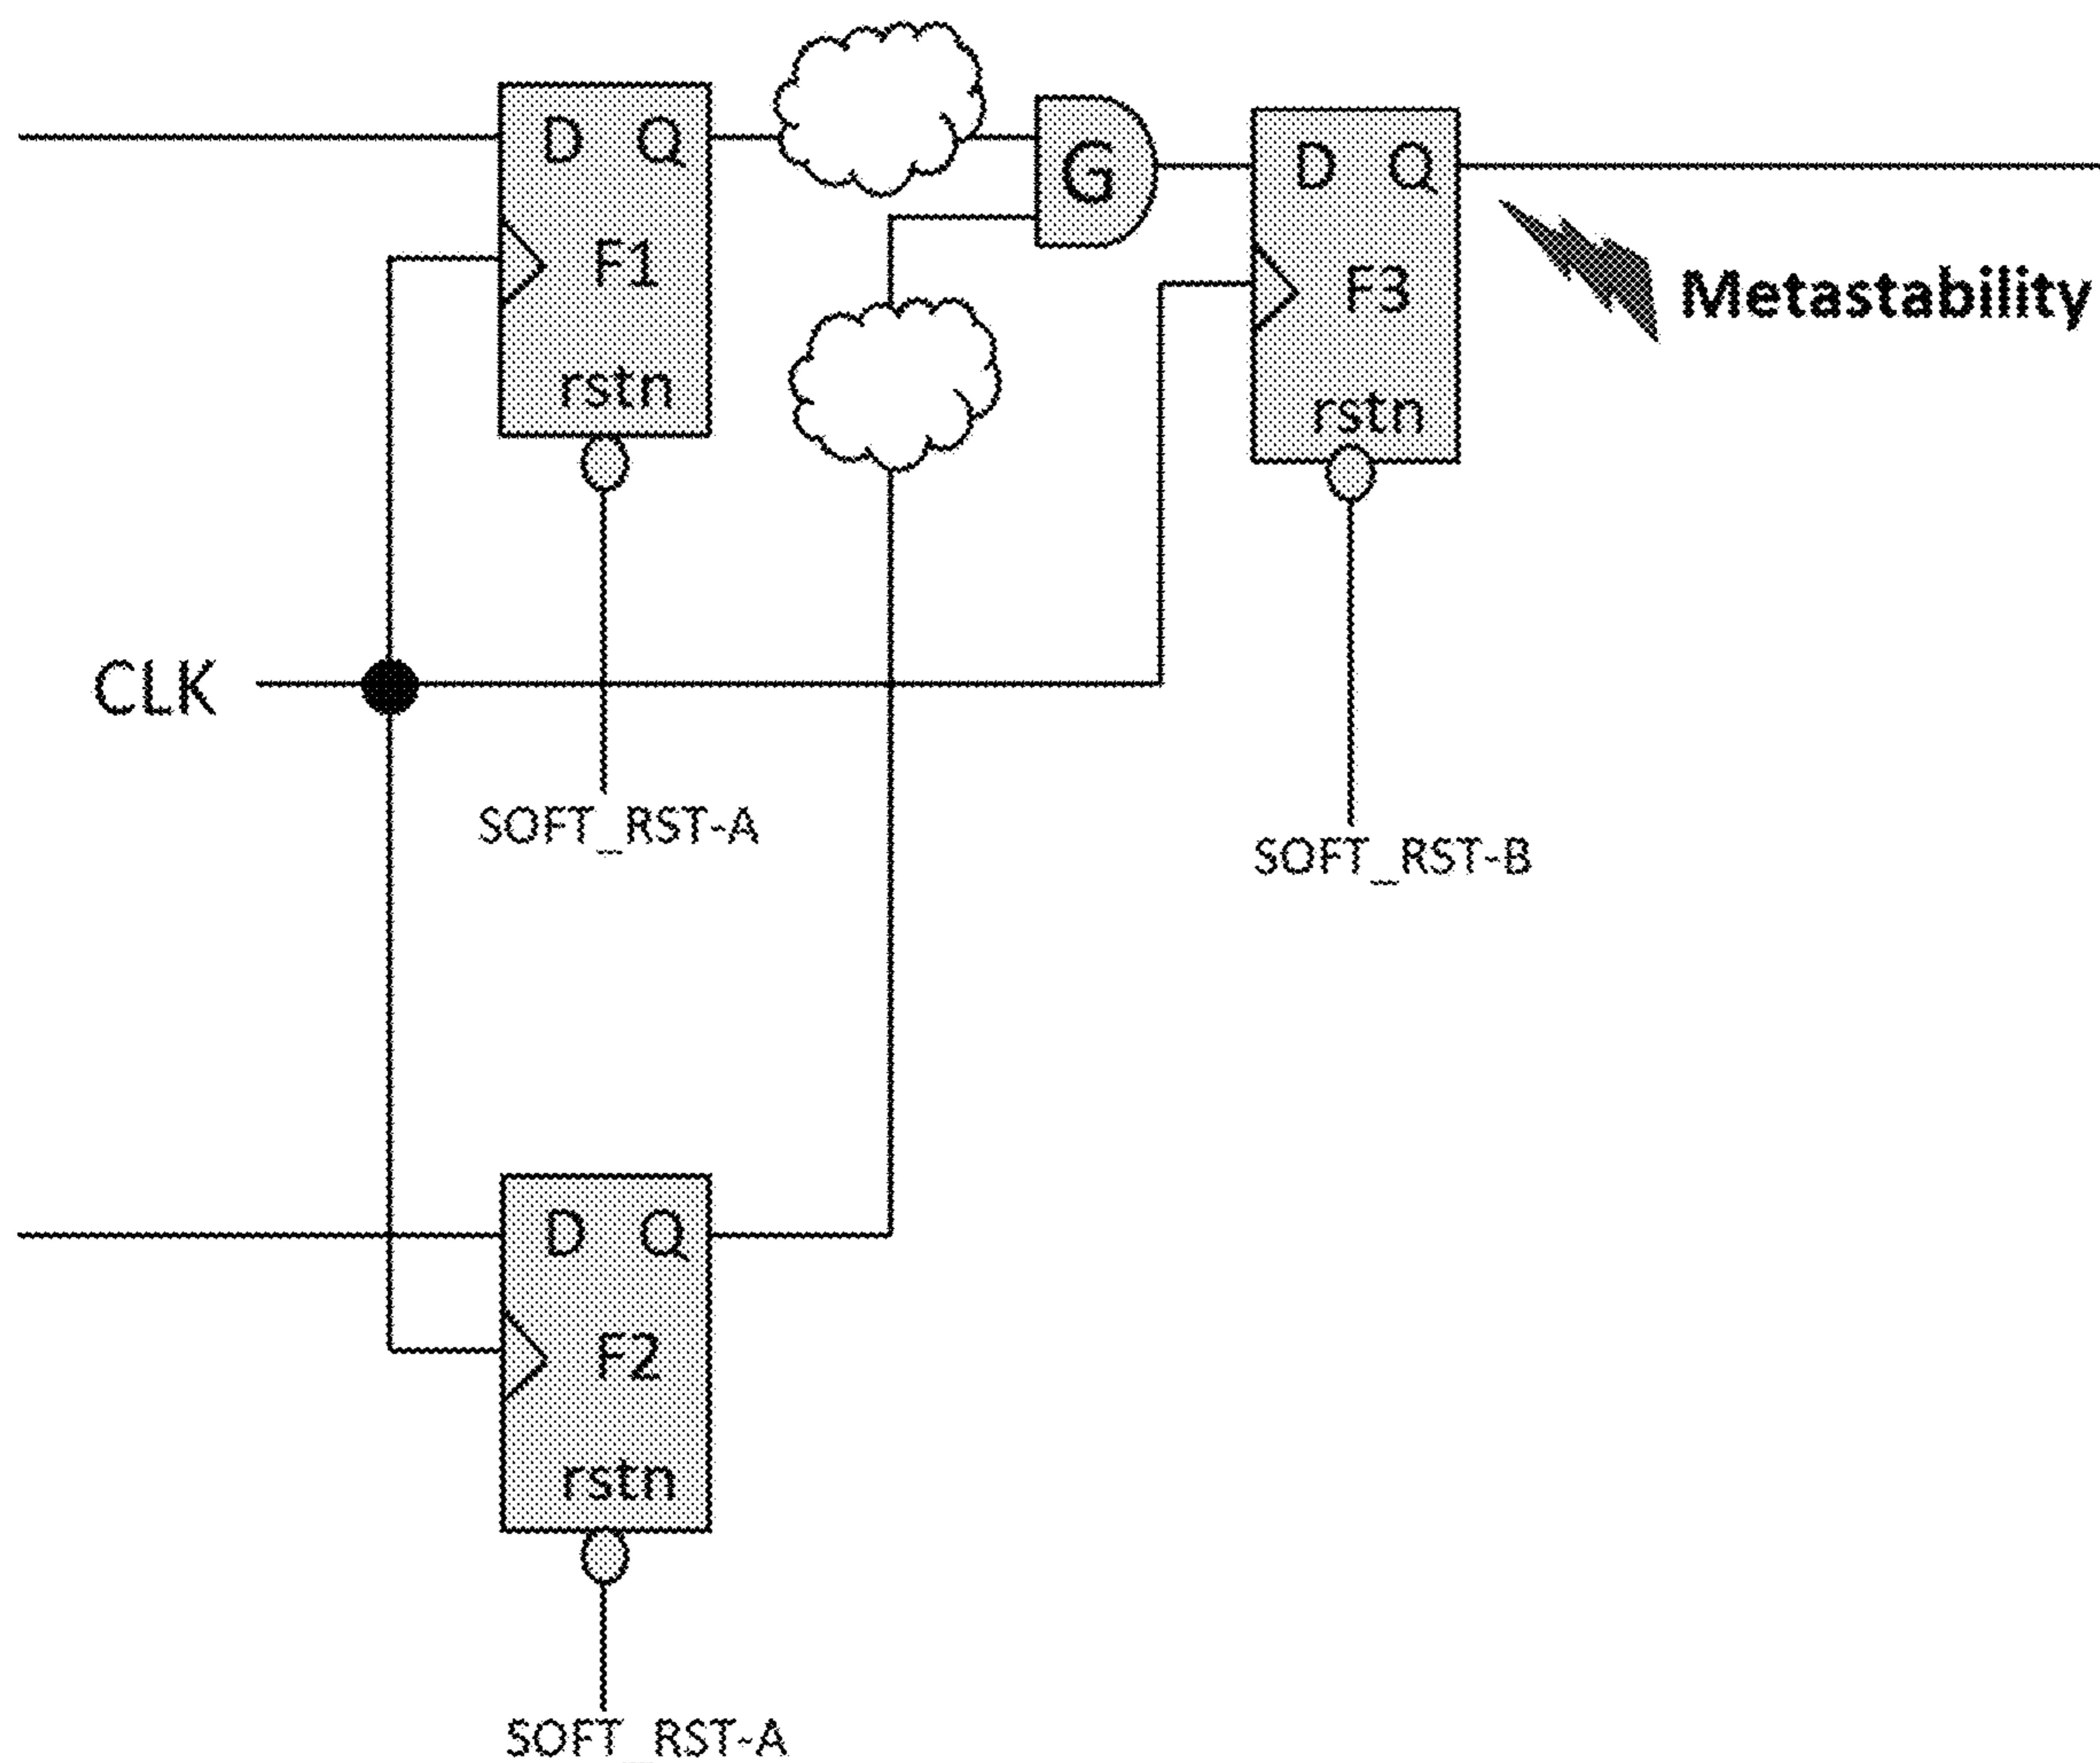 D Q
G
D Q
F1
F3
Metastability
rstn
rstn
CLK
SOFT_RST-A
SOFT_RST-B
D Q
F2
rstn
SOFT_RST-A